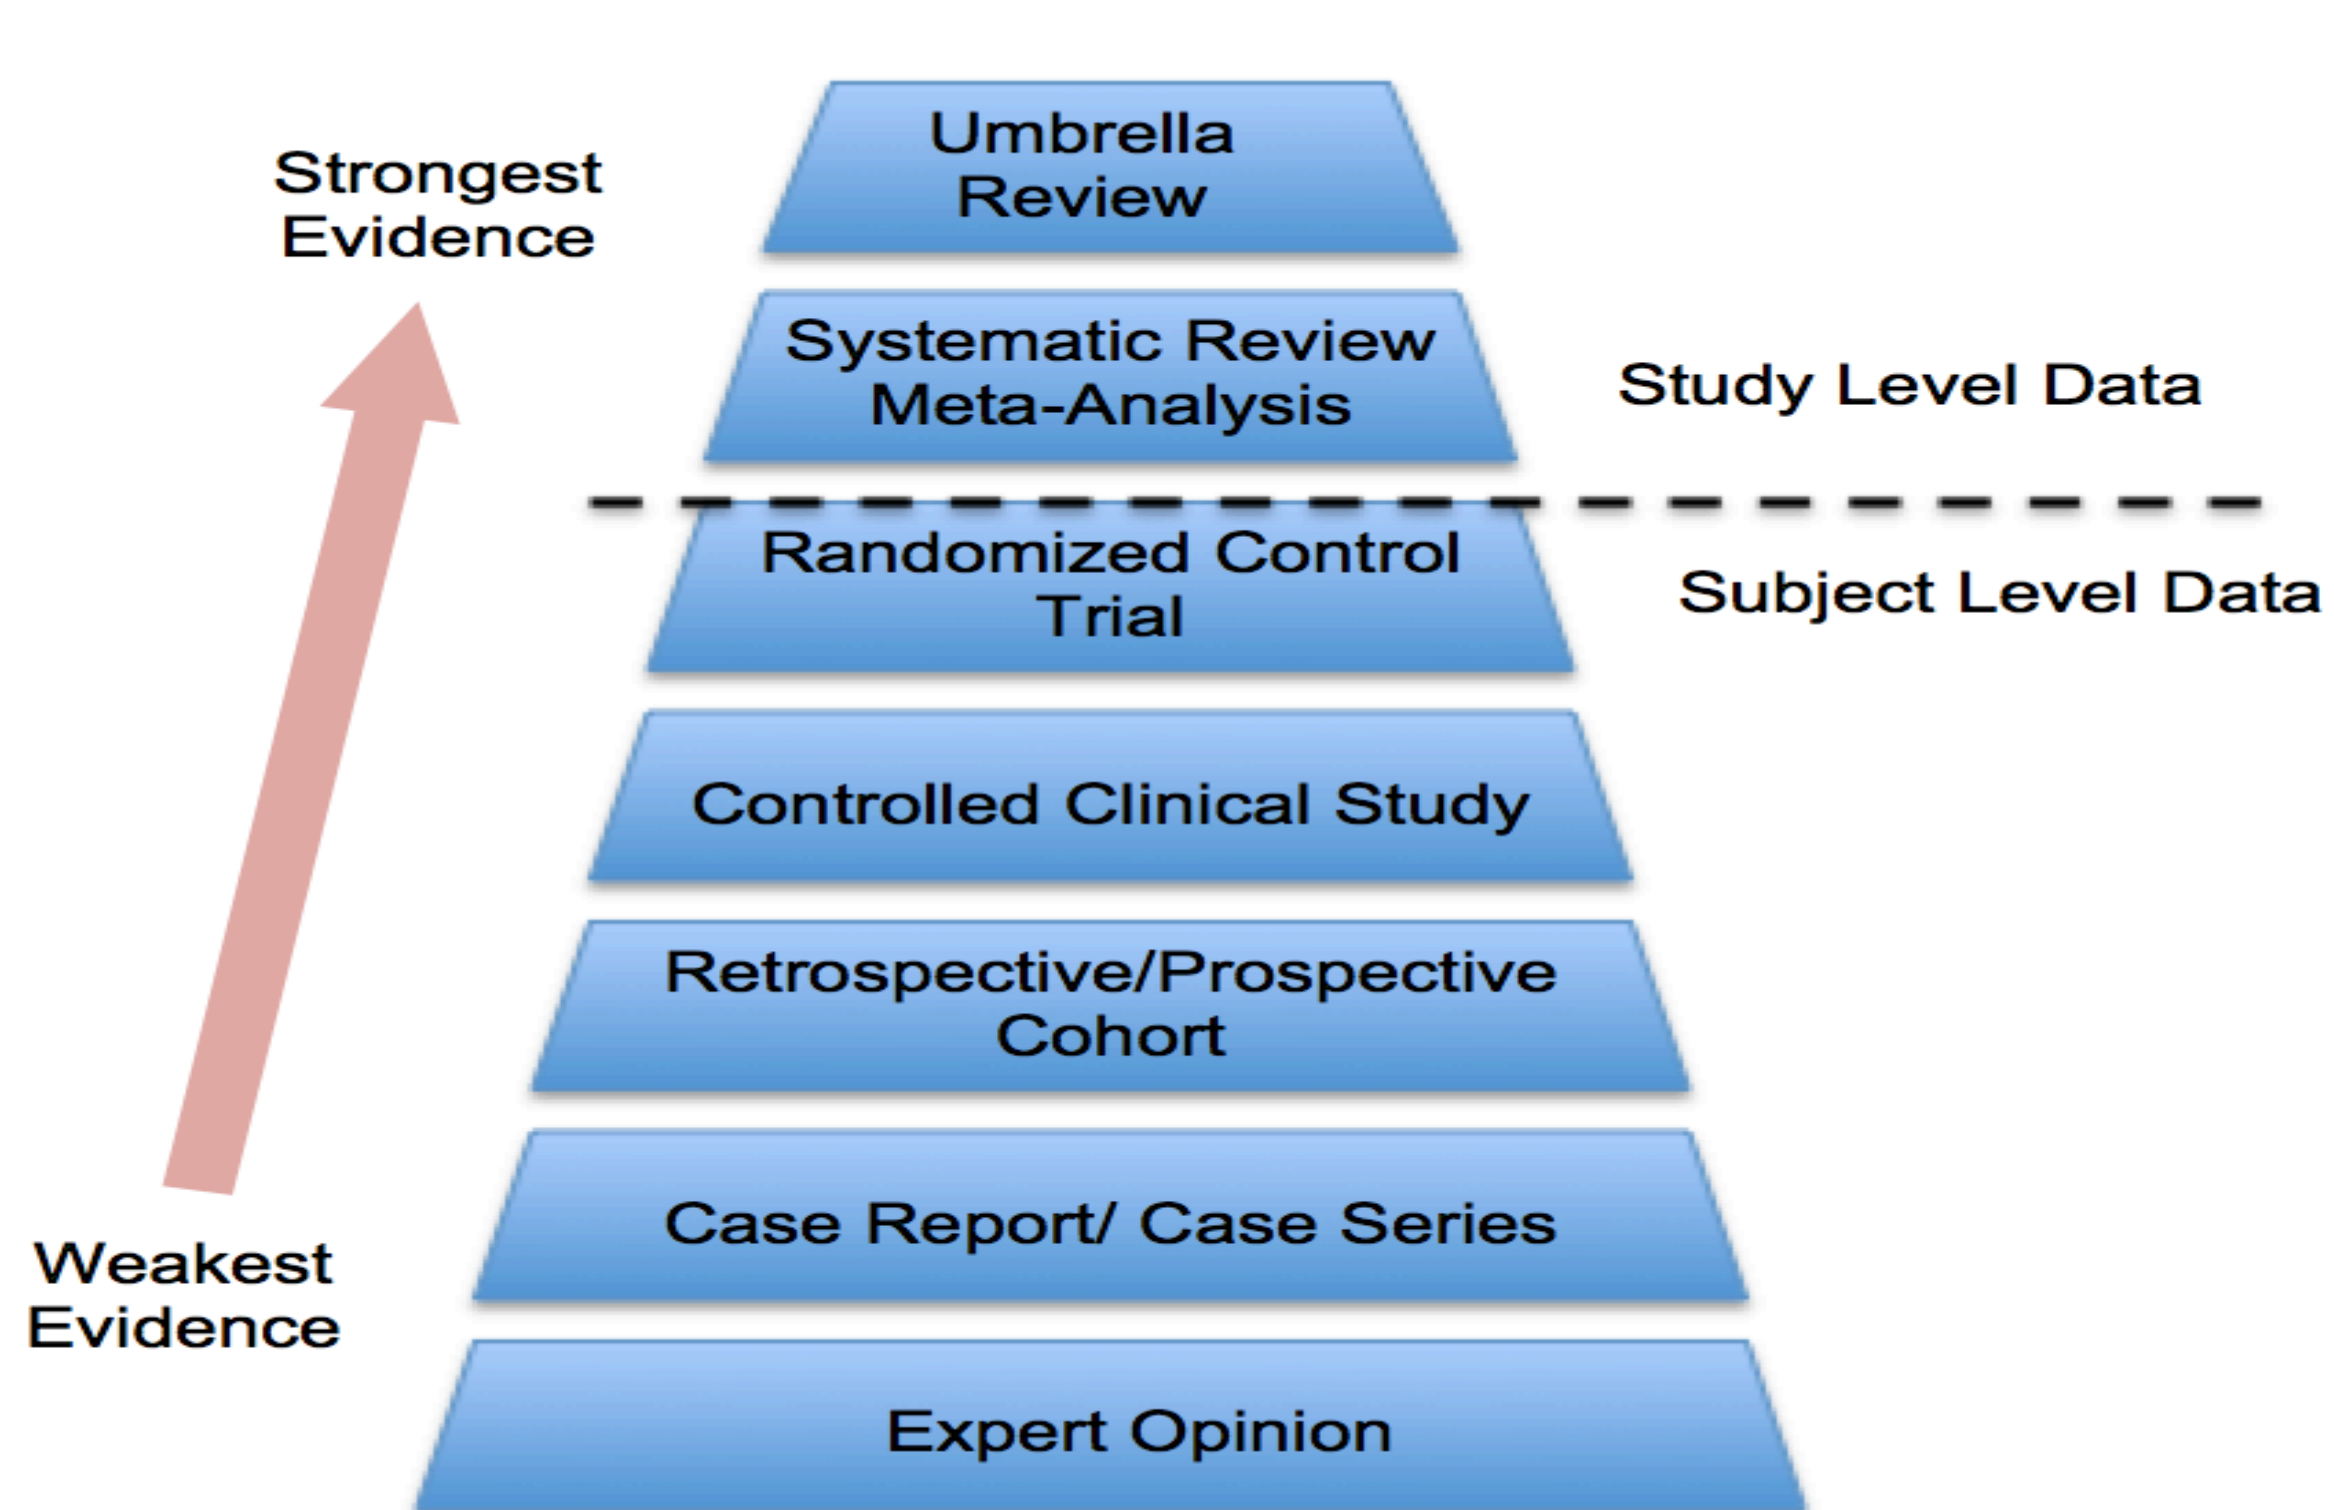 Umbrella
Review
Strongest
Evidence
Systematic Review
Meta-Analysis
Study Level Data
Randomized Control
Trial
Subject Level Data
Controlled Clinical Study
Retrospective/Prospective
Cohort
Case Report/ Case Series
Weakest
Evidence
Expert Opinion